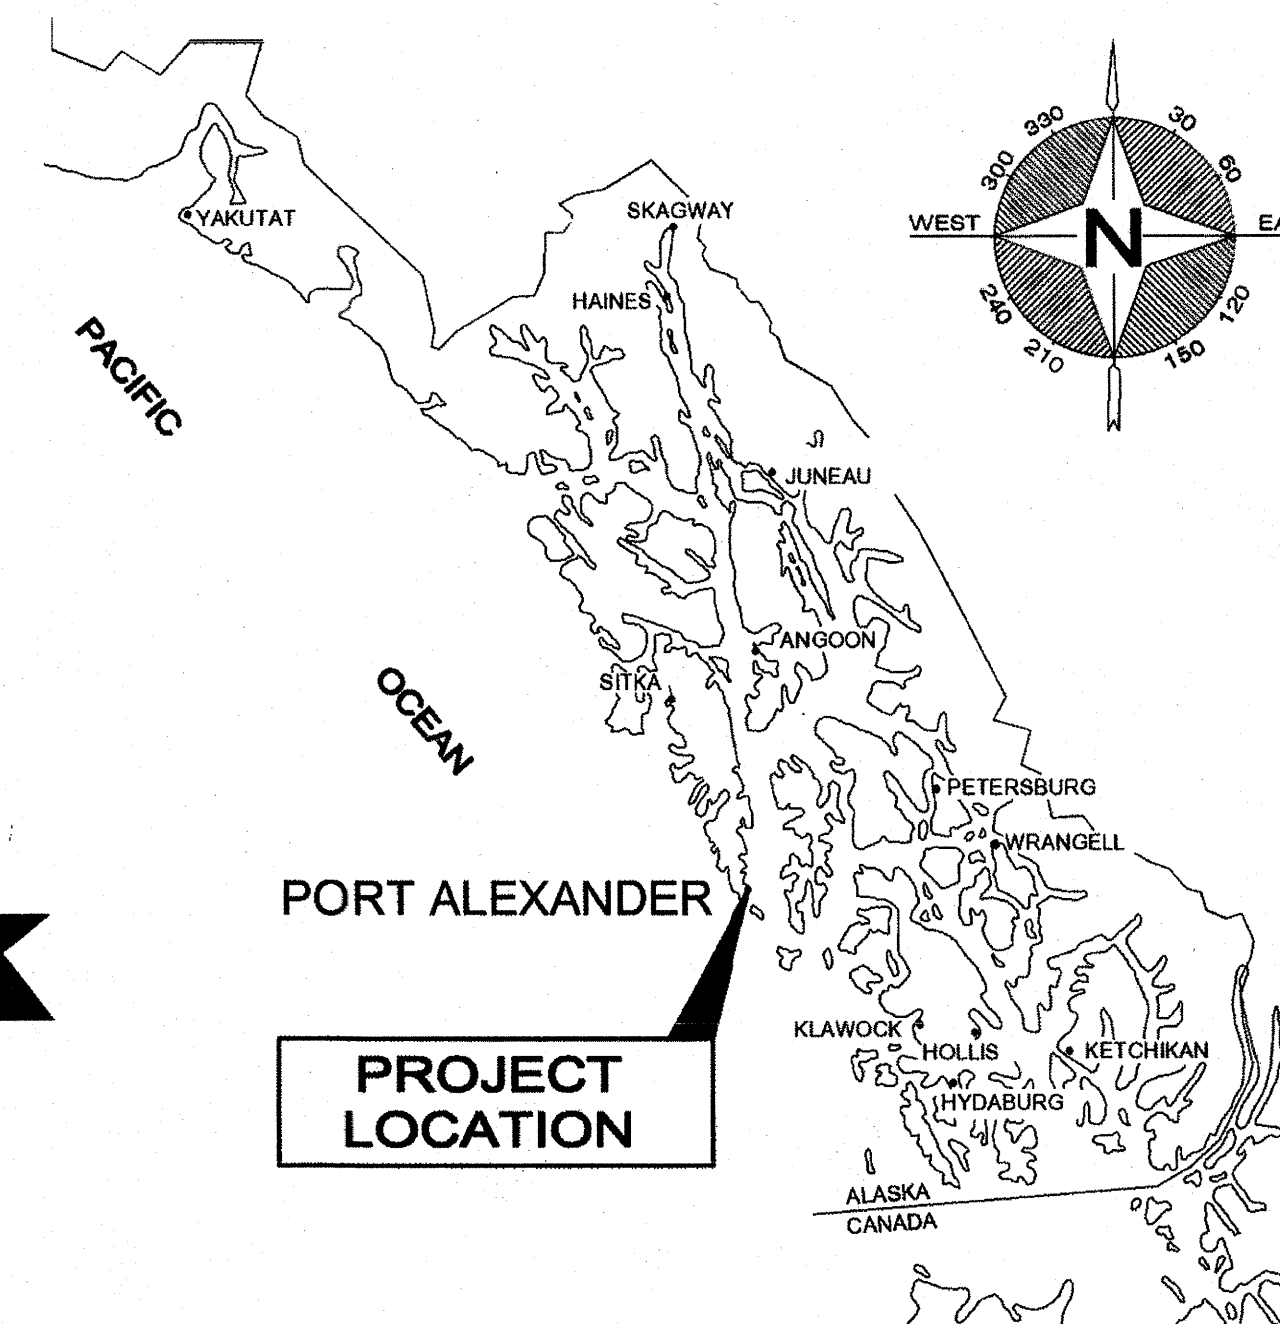 330
30
300
60
WEST
N
EA
240
120
210
150
SKAGWAY
YAKUTAT
HAINES
PACIFIC
JUNEAU
ANGOON
SITKA
OCEAN
PETERSBURG
WRANGELL
PORT ALEXANDER
KLAWOCK
HOLLIS
KETCHIKAN
PROJECT
LOCATION
HYDABURG
ALASKA
CANADA